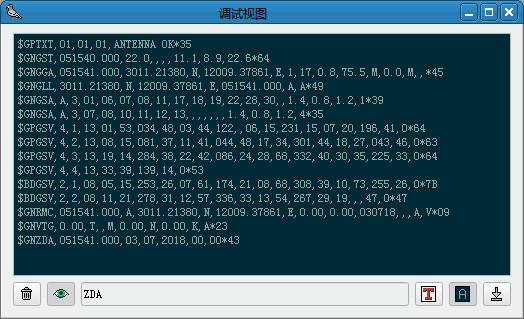 调试视图
$GPTXT,01,01,01,ANTENNA OK*35
$GNGST,051540.000,22.0,,,,11.1,8.9,22.6*64
$GNGGA,051541.000,3011.21380,N,12009.37861,E,1,17,0.8,75.5,M,0.0,M,,*45
$GNGLL,3011.21380,N,12009.37861,E,051541.000,A,A*49
$GNGSA,A,3,01,06,07,08,11,17,18,19,22,28,30,,1.4,0.8,1.2,1*39
$GNGSA,A,3,07,08,10,11,12,13,,,,,,,1.4,0.8,1.2,4*35
$GPGSV,4,1,13,01,53,034,48,03,44,122,,06,15,231,15,07,20,196,41,0*64
$GPGSV,4,2,13,08,15,081,37,11,41,044,48,17,34,301,44,18,27,043,46,0*63
$GPGSV,4,3,13,19,14,284,38,22,42,086,24,28,68,332,40,30,35,225,33,0*64
$GPGSV,4,4,13,33,39,139,14,0*53
$BDGSV,2,1,08,05,15,253,26,07,61,174,21,08,68,308,39,10,73,255,26,0*7B
$BDGSV,2,2,08,11,21,278,31,12,57,336,33,13,54,267,29,19,,,47,0*47
$GNRMC,051541.000,A,3011.21380,N,12009.37861,E,0.00,0.00,030718,,,A,V*09
$GNVTG,0.00,T,,M,0.00,N,0.00,K,A*23
$GNZDA,051541.000,03,07,2018,00,00*43
ZDA
T
A